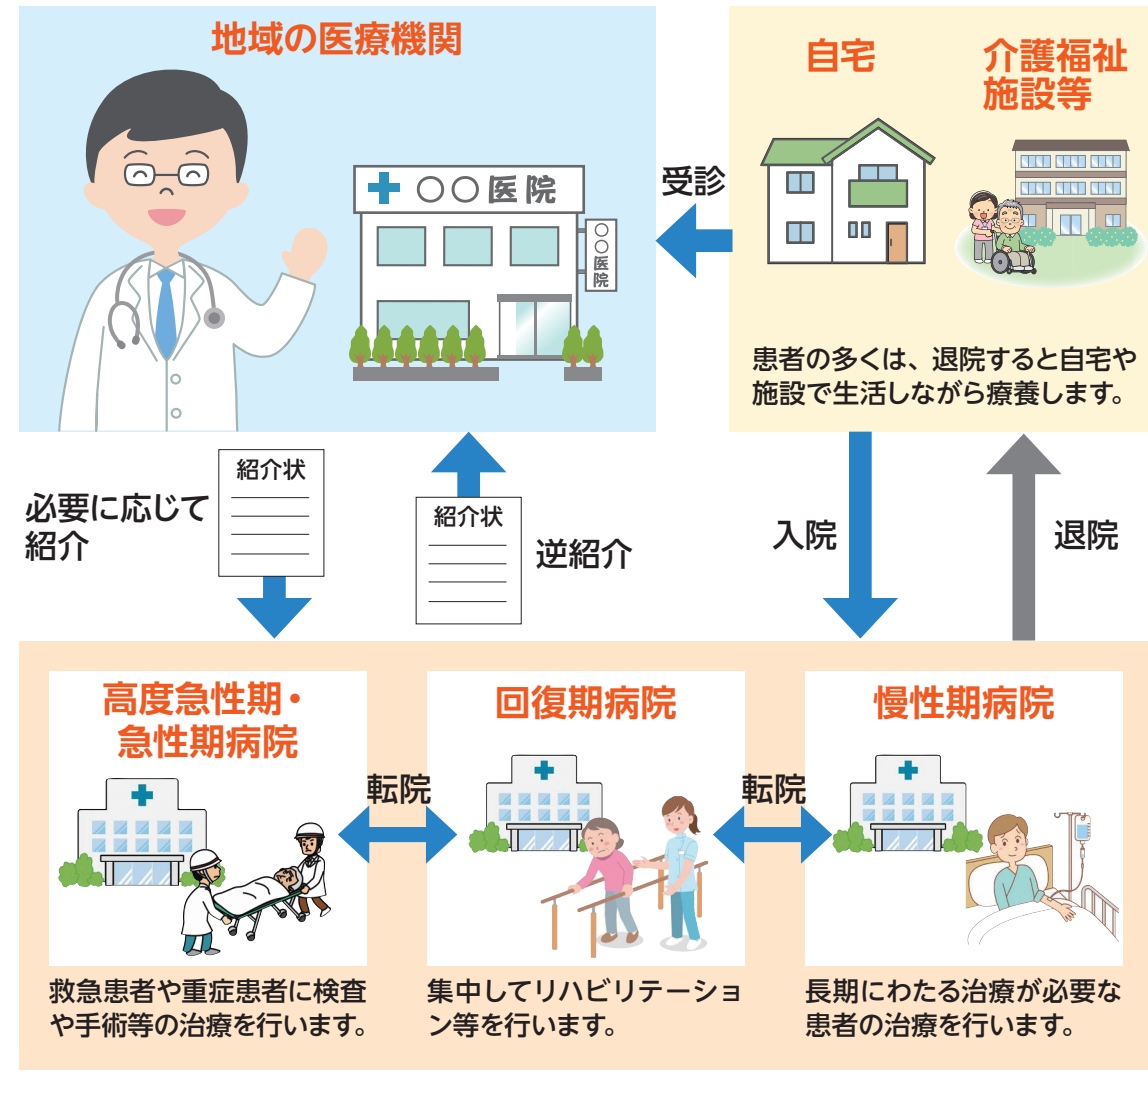 地域の医療機関
○○医院
○○医院
受診
自宅
介護福祉
施設等
患者の多くは、退院すると自宅や
施設で生活しながら療養します。
必要に応じて
紹介
紹介状
紹介状
逆紹介
入院
退院
高度急性期・
急性期病院
転院
回復期病院
転院
慢性期病院
救急患者や重症患者に検査
や手術等の治療を行います。
集中してリハビリテーショ
ン等を行います。
長期にわたる治療が必要な
患者の治療を行います。